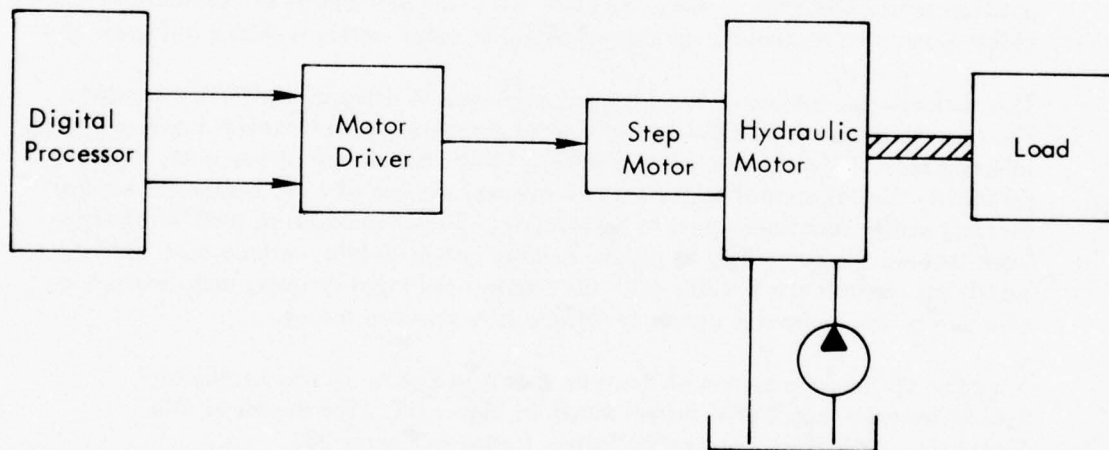 Digital
Processor
Motor
Driver
Step
Motor
Hydraulic
Motor
Load